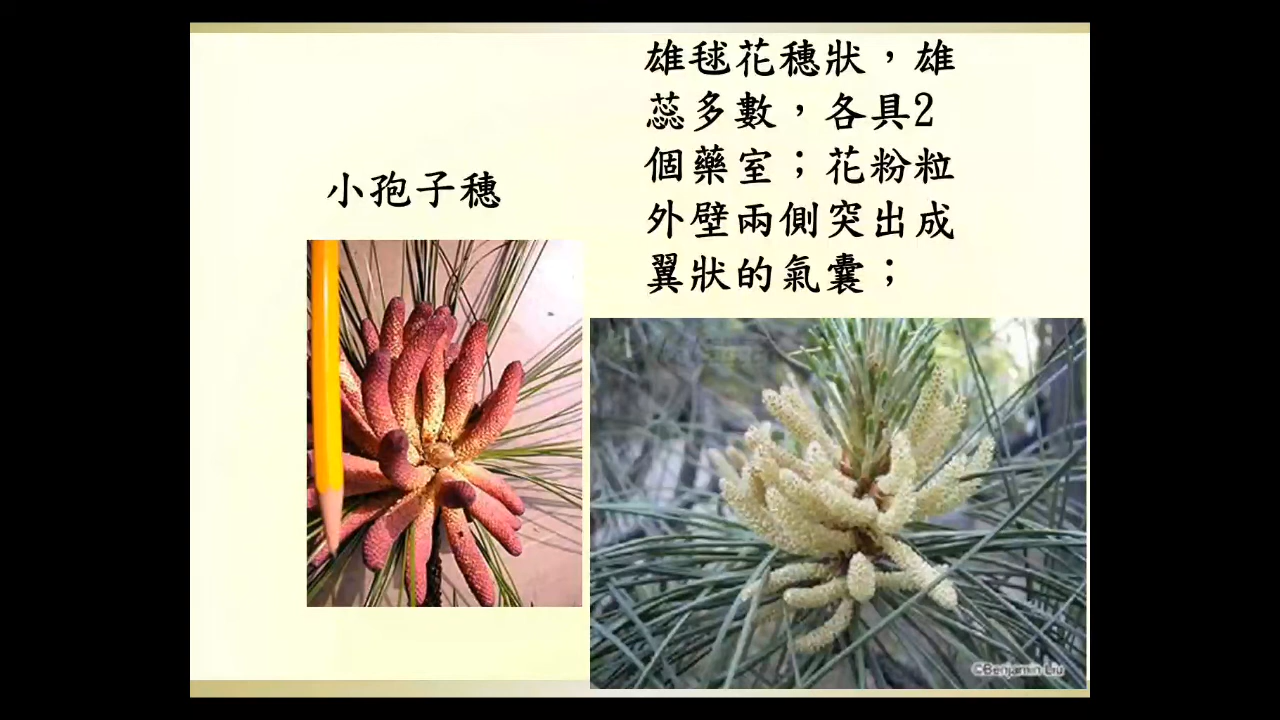 雄毬花穗狀，雄
蕊多數，各具2
個藥室；花粉粒
外壁兩側突出成
翼狀的氣囊；
小孢子穗
©Benjamin Liu